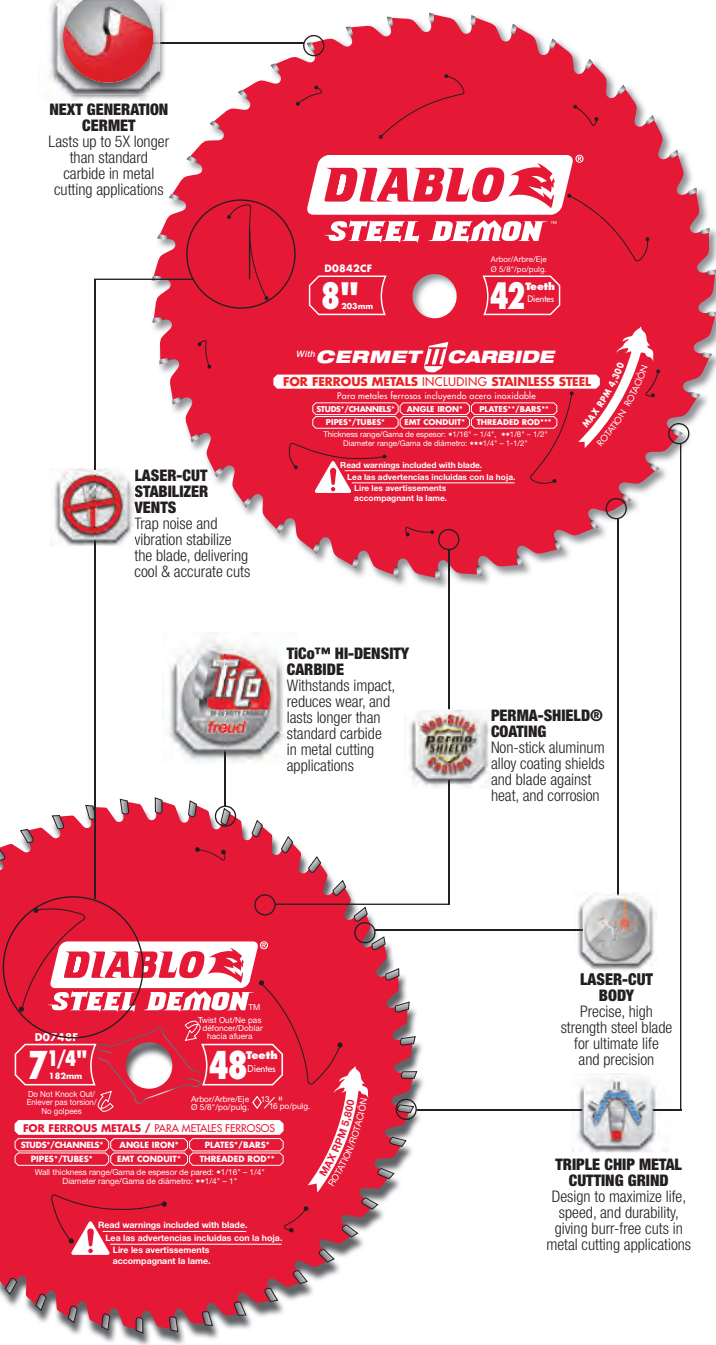 NEXT GENERATION
CERMET
Lasts up to 5X longer
than standard
carbide in metal
cutting applications
DIABLO®
STEEL DEMON™
D0842CF
8"
203mm
Arbor/Arbre/Eje
Ø 5/8"/po/pulg.
42 Teeth
Dientes
With CERMET III CARBIDE
FOR FERROUS METALS INCLUDING STAINLESS STEEL
Para metales ferrosos incluyendo acero inoxidable
STUDS*/CHANNELS* ANGLE IRON* PLATES**/BARS**
PIPES*/TUBES* EMT CONDUIT* THREADED ROD***
Thickness range/Gama de espesor: •1/16" – 1/4", ••1/8" – 1/2"
Diameter range/Gama de diámetro: •••1/4" – 1-1/2"
Read warnings included with blade.
Lea las advertencias incluidas con la hoja.
Lire les avertissements
accompagnant la lame.
MAX RPM 4,300
ROTATION ROTACIÓN
LASER-CUT
STABILIZER
VENTS
Trap noise and
vibration stabilize
the blade, delivering
cool & accurate cuts
TiCo
HI-DENSITY CARBIDE
freud
TiCo™ HI-DENSITY
CARBIDE
Withstands impact,
reduces wear, and
lasts longer than
standard carbide
in metal cutting
applications
Non-Stick
perma-
SHIELD
Coating
PERMA-SHIELD®
COATING
Non-stick aluminum
alloy coating shields
and blade against
heat, and corrosion
DIABLO®
STEEL DEMON™
D0748F
7 1/4"
182mm
Twist Out/Ne pas
défoncer/Doblar
hacia afuera
48 Teeth
Dientes
Do Not Knock Out/
Enlever pas torsion/
No golpees
Arbor/Arbre/Eje
Ø 5/8"/po/pulg. ◊13/16" po/pulg.
FOR FERROUS METALS / PARA METALES FERROSOS
STUDS*/CHANNELS* ANGLE IRON* PLATES*/BARS*
PIPES*/TUBES* EMT CONDUIT* THREADED ROD**
Wall thickness range/Gama de espesor de pared: •1/16" – 1/4"
Diameter range/Gama de diámetro: ••1/4" – 1"
Read warnings included with blade.
Lea las advertencias incluidas con la hoja.
Lire les avertissements
accompagnant la lame.
MAX RPM 5,800
ROTATION/ROTACIÓN
LASER-CUT
BODY
Precise, high
strength steel blade
for ultimate life
and precision
TRIPLE CHIP METAL
CUTTING GRIND
Design to maximize life,
speed, and durability,
giving burr-free cuts in
metal cutting applications